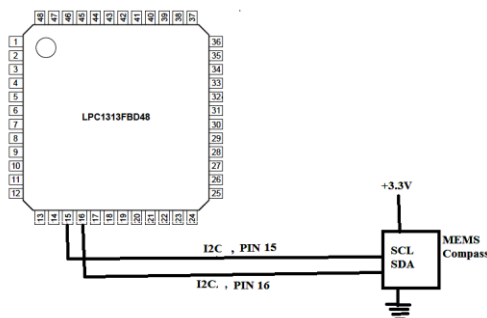 48 47 46 45 44 43 42 41 40 39 38 37
1 36
2 35
3 34
4 33
5 32
6 31
7 30
8 29
9 28
10 27
11 26
12 25
LPC1313FBD48
13 14 15 16 17 18 19 20 21 22 23 24
+3.3V
I2C , PIN 15
I2C. , PIN 16
SCL
SDA
MEMS
Compass